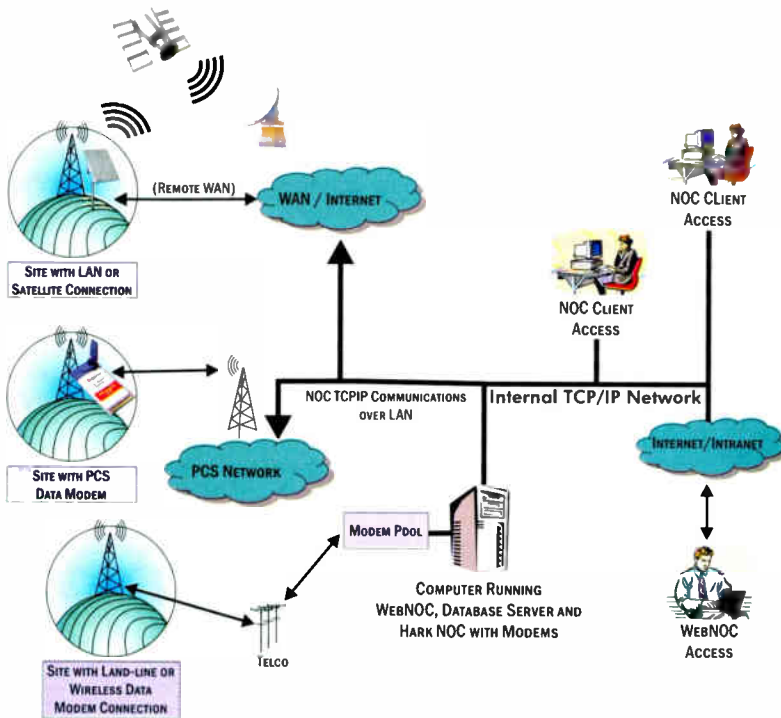 (REMOTE WAN)
WAN / INTERNET
NOC CLIENT
ACCESS
SITE WITH LAN OR
SATELLITE CONNECTION
NOC CLIENT
ACCESS
NOC TCPIP COMMUNICATIONS
OVER LAN
Internal TCP/IP Network
INTERNET/INTRANET
PCS NETWORK
SITE WITH PCS
DATA MODEM
MODEM POOL
COMPUTER RUNNING
WEBNOC, DATABASE SERVER AND
HARK NOC WITH MODEMS
WEBNOC
ACCESS
TELCO
SITE WITH LAND-LINE OR
WIRELESS DATA
MODEM CONNECTION